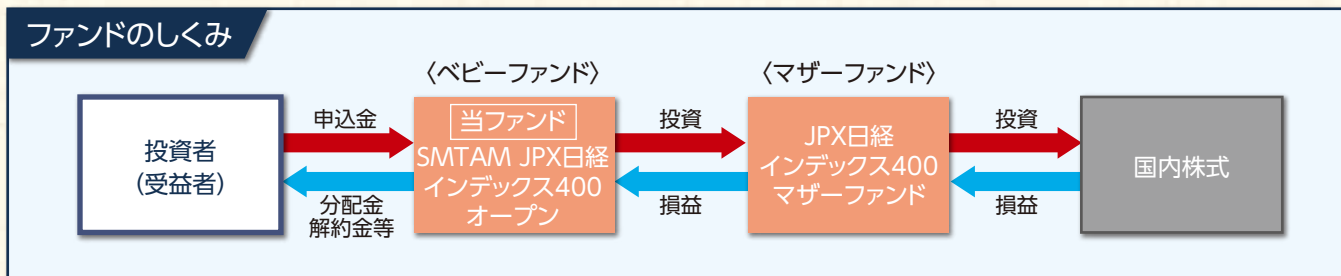 ファンドのしくみ
〈ベビーファンド〉
〈マザーファンド〉
投資者
(受益者)
申込金
分配金
解約金等
当ファンド
SMTAM JPX日経
インデックス400
オープン
投資
損益
JPX日経
インデックス400
マザーファンド
投資
損益
国内株式